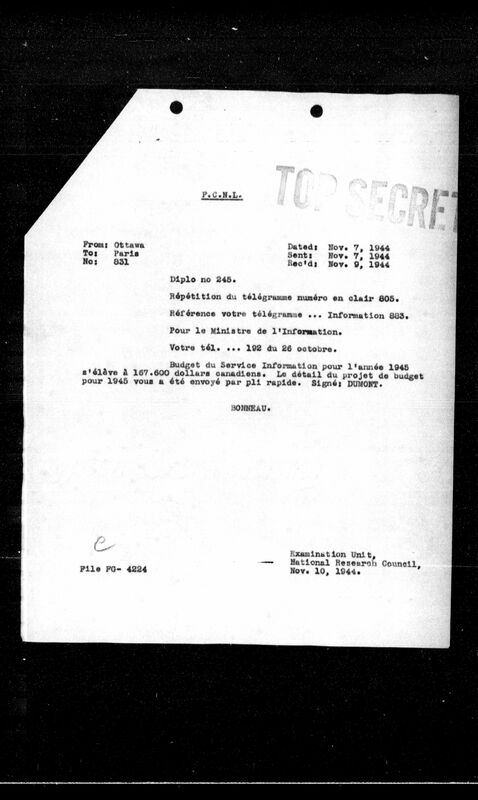 TOP SECRET
F.C.N.L.
From: Ottawa
To: Paris
No: 831
Dated: Nov. 7, 1944
Sent: Nov. 7, 1944
Rec'd: Nov. 9, 1944
Diplo no 245.
Répétition du télégramme numéro en clair 805.
Référence votre télégramme ... Information 883.
Pour le Ministre de l'Information.
Votre tél. ... 192 du 26 octobre.
Budget du Service Information pour l'année 1945
s'élève à 167.600 dollars canadiens. Le détail du projet de budget
pour 1945 vous a été envoyé par pli rapide. Signé: DUMONT.
BONNEAU.
C
File FG- 4224
Examination Unit,
National Research Council,
Nov. 10, 1944.